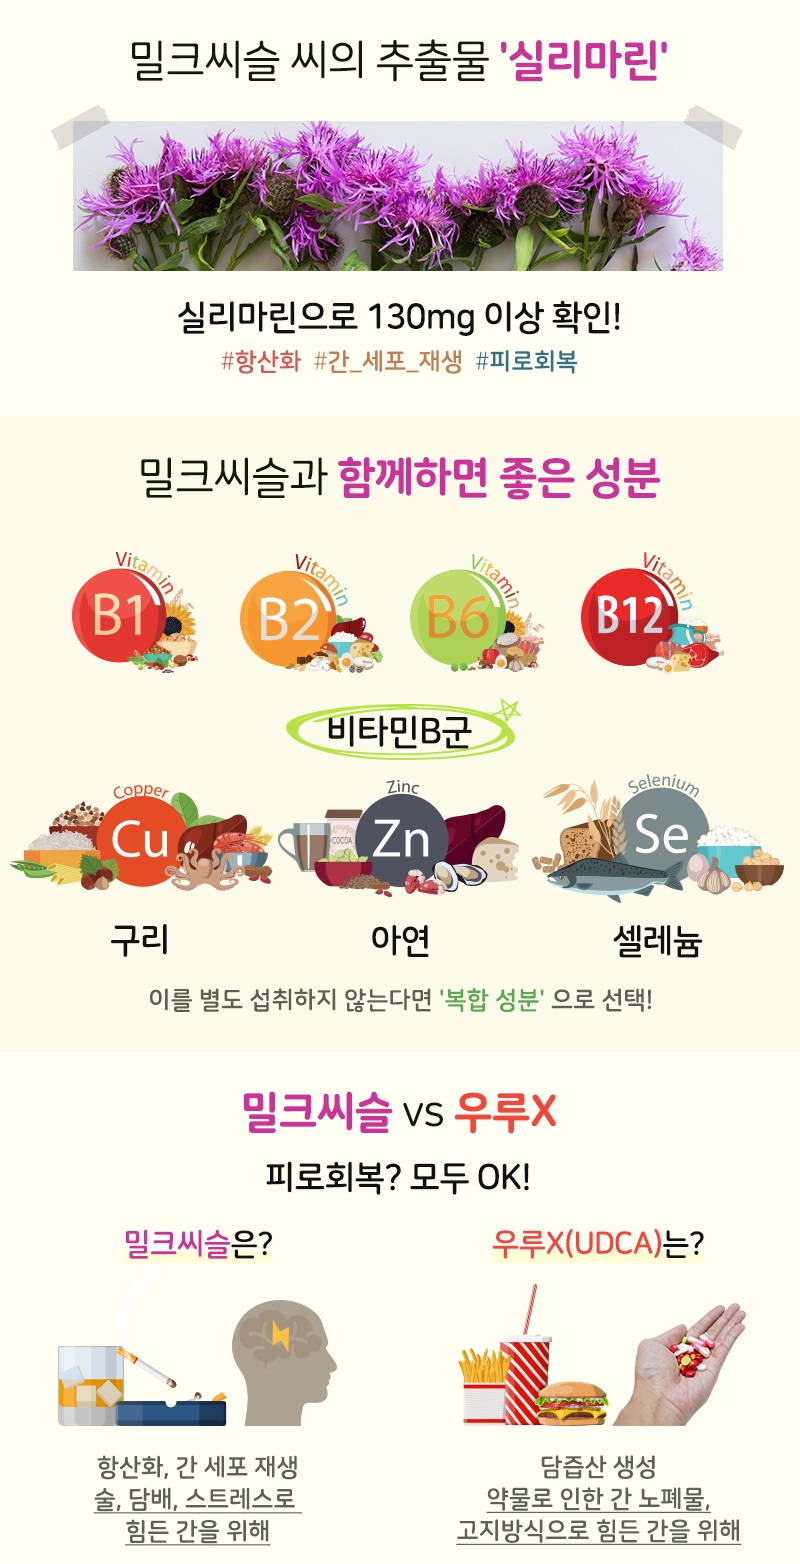 밀크씨슬 씨의 추출물 '실리마린'
실리마린으로 130mg 이상 확인!
#항산화 #간_세포_재생 #피로회복
밀크씨슬과 함께하면 좋은 성분
Vitamin B1
Vitamin B2
Vitamin B6
Vitamin B12
비타민B군
Copper
Cu
Zinc
COCOA
Zn
Selenium
Se
구리
아연
셀레늄
이를 별도 섭취하지 않는다면 '복합 성분' 으로 선택!
밀크씨슬 vs 우루X
피로회복? 모두 OK!
밀크씨슬은?
항산화, 간 세포 재생
술, 담배, 스트레스로
힘든 간을 위해
우루X(UDCA)는?
담즙산 생성
약물로 인한 간 노폐물,
고지방식으로 힘든 간을 위해